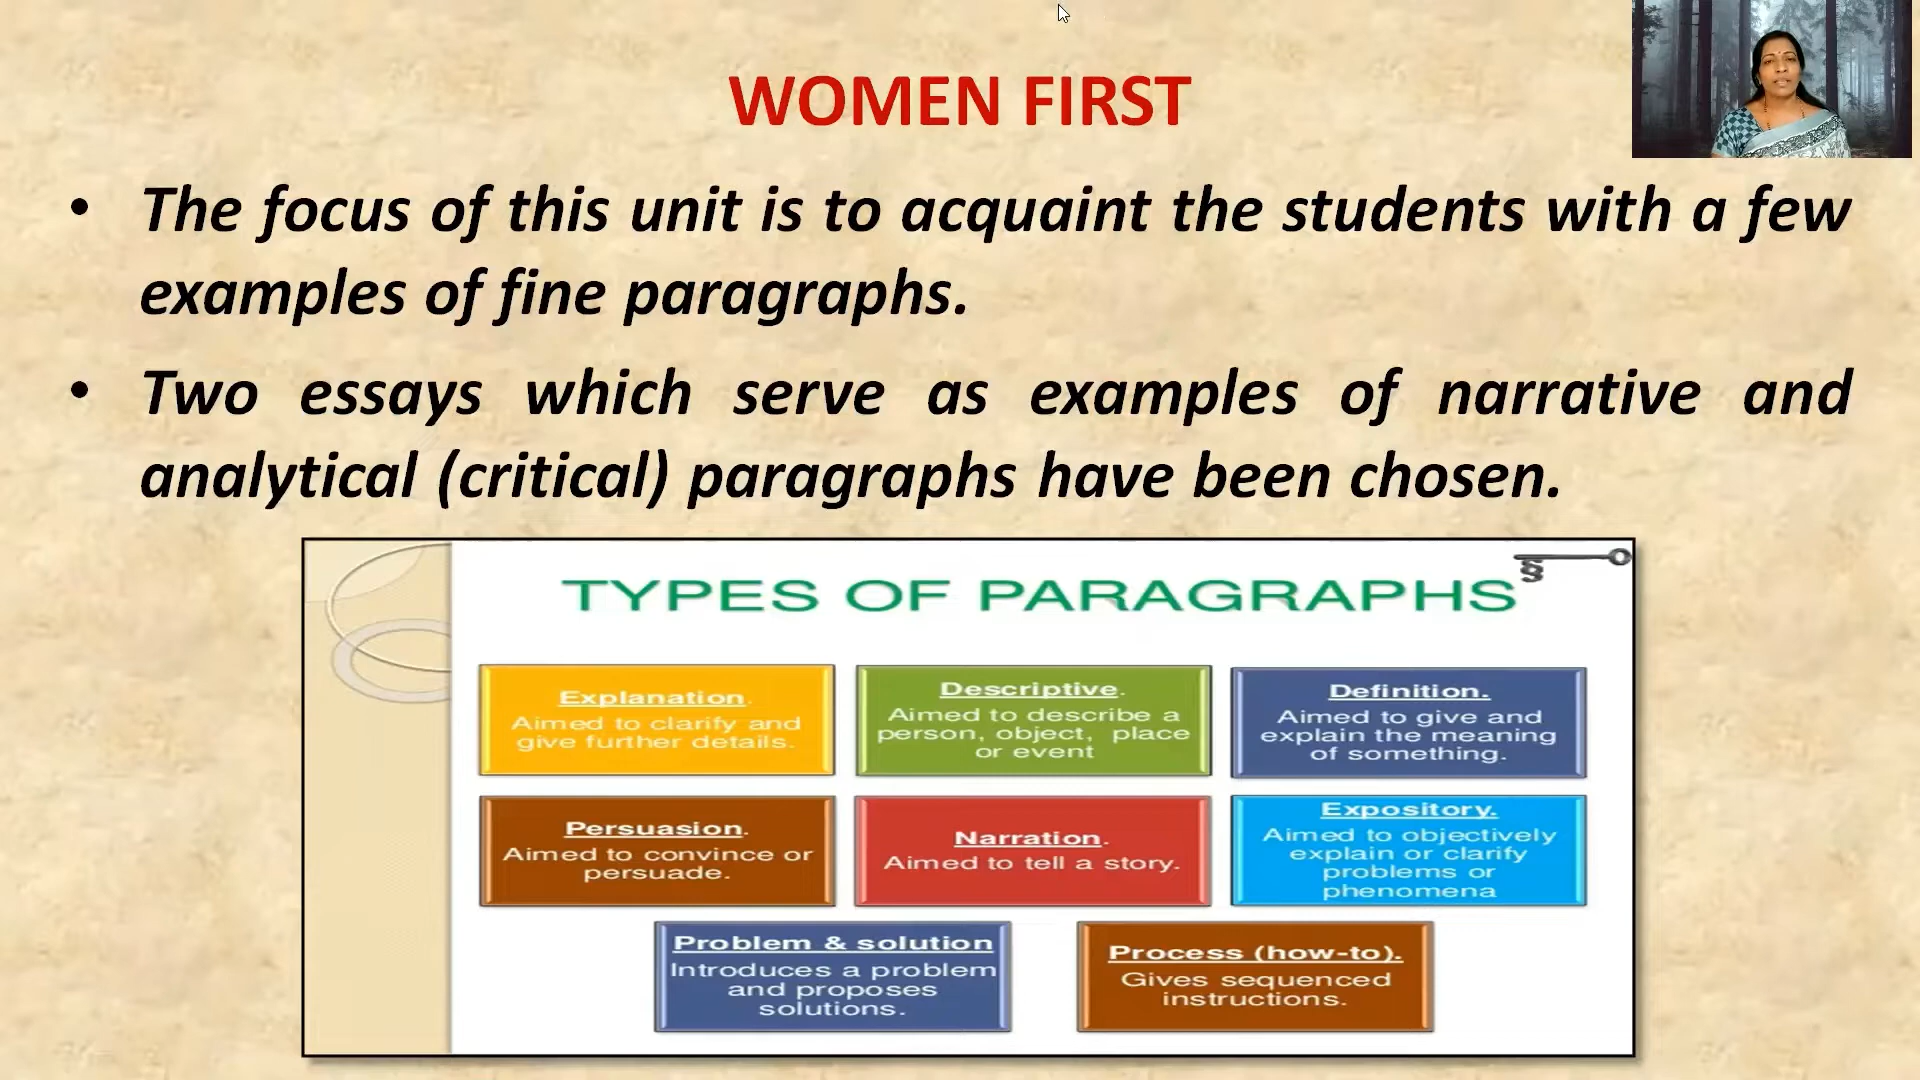 WOMEN FIRST
• The focus of this unit is to acquaint the students with a few
examples of fine paragraphs.
• Two essays which serve as examples of narrative and
analytical (critical) paragraphs have been chosen.
TYPES OF PARAGRAPHS
Explanation.
Aimed to clarify and
give further details.
Descriptive.
Aimed to describe a
person, object, place
or event
Definition.
Aimed to give and
explain the meaning
of something.
Persuasion.
Aimed to convince or
persuade.
Narration.
Aimed to tell a story.
Expository.
Aimed to objectively
explain or clarify
problems or
phenomena
Problem & solution
Introduces a problem
and proposes
solutions.
Process (how-to).
Gives sequenced
instructions.